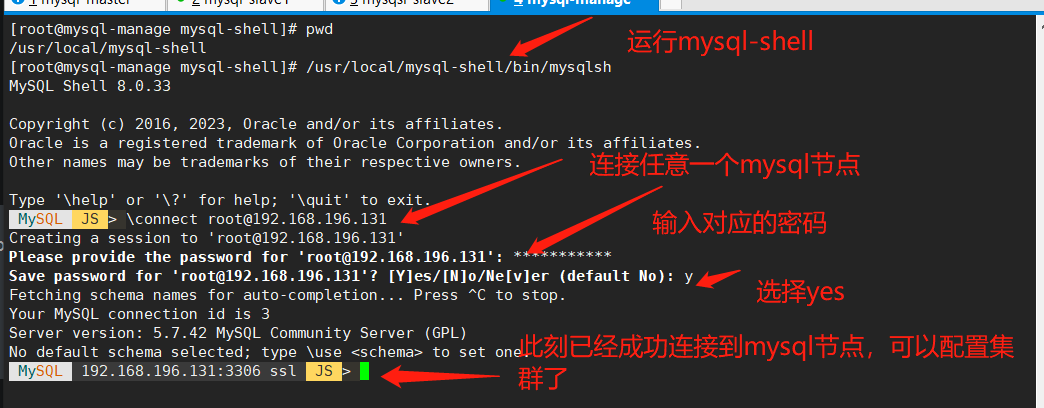 1 mysql-master
2 mysql-slave1
3 mysql-slave2
4 mysql-manage
[root@mysql-manage mysql-shell]# pwd
/usr/local/mysql-shell
运行mysql-shell
[root@mysql-manage mysql-shell]# /usr/local/mysql-shell/bin/mysqlsh
MySQL Shell 8.0.33
Copyright (c) 2016, 2023, Oracle and/or its affiliates.
Oracle is a registered trademark of Oracle Corporation and/or its affiliates.
Other names may be trademarks of their respective owners.
连接任意一个mysql节点
Type '\help' or '\?' for help; '\quit' to exit.
MySQL JS > \connect root@192.168.196.131
输入对应的密码
Creating a session to 'root@192.168.196.131'
Please provide the password for 'root@192.168.196.131': ***********
Save password for 'root@192.168.196.131'? [Y]es/[N]o/Ne[v]er (default No): y
选择yes
Fetching schema names for auto-completion... Press ^C to stop.
Your MySQL connection id is 3
Server version: 5.7.42 MySQL Community Server (GPL)
No default schema selected; type \use <schema> to set one.
此刻已经成功连接到mysql节点，可以配置集
群了
MySQL 192.168.196.131:3306 ssl JS >